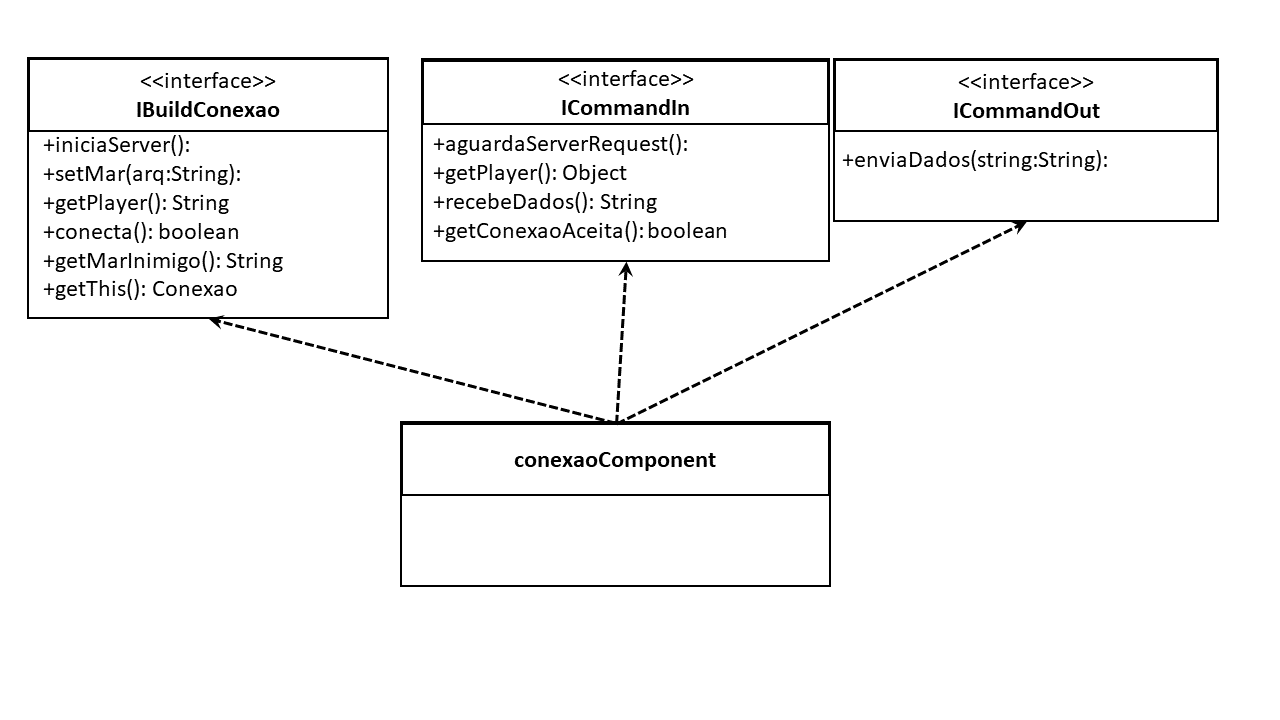 <<interface>>
IBuildConexao
+iniciaServer():
+setMar(arq:String):
+getPlayer(): String
+conecta(): boolean
+getMarInimigo(): String
+getThis(): Conexao
<<interface>>
ICommandIn
+aguardaServerRequest():
+getPlayer(): Object
+recebeDados(): String
+getConexaoAceita(): boolean
<<interface>>
ICommandOut
+enviaDados(string:String):
conexaoComponent